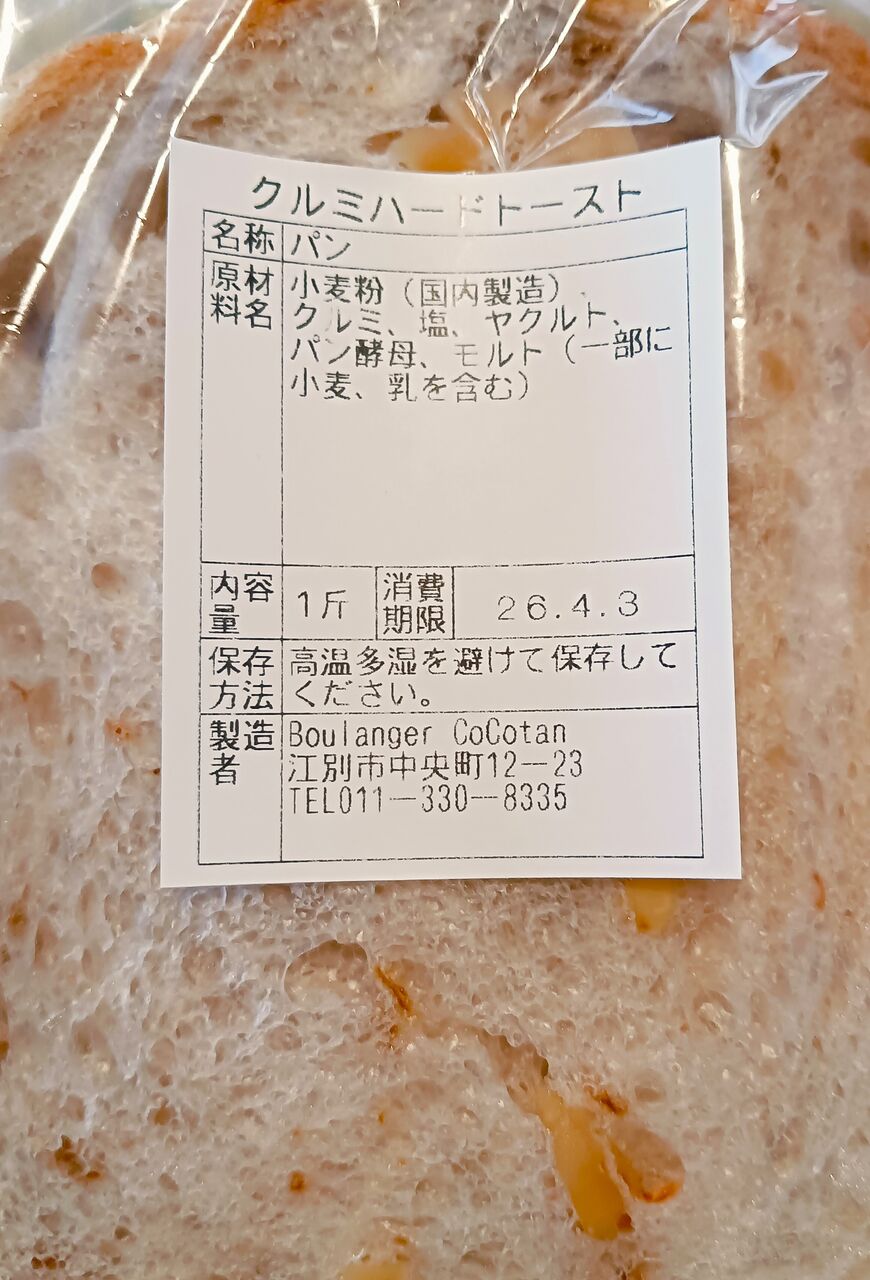 クルミハードトースト
名称 パン
原材料名 小麦粉（国内製造）、
クルミ、塩、ヤクルト、
パン酵母、モルト（一部に
小麦、乳を含む）
内容量 1斤 消費期限 26.4.3
保存方法 高温多湿を避けて保存して
ください。
製造者 Boulanger CoCotan
江別市中央町12―23
TEL011―330―8335